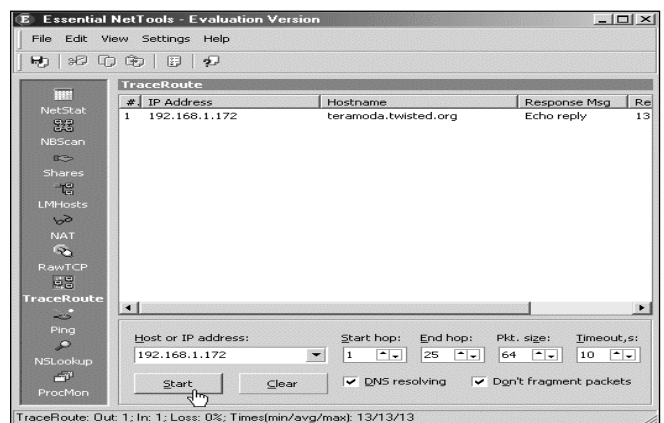 Essential NetTools - Evaluation Version
File Edit View Settings Help
NetStat
NBScan
Shares
LMHosts
NAT
RawTCP
TraceRoute
Ping
NSLookup
ProcMon
TraceRoute
# IP Address Hostname Response Msg Re
1 192.168.1.172 teramoda.twisted.org Echo reply 13
Host or IP address: Start hop: End hop: Pkt. size: Timeout,s:
192.168.1.172 1 25 64 10
Start Clear DNS resolving Don't fragment packets
TraceRoute: Out: 1; In: 1; Loss: 0%; Times(min/avg/max): 13/13/13